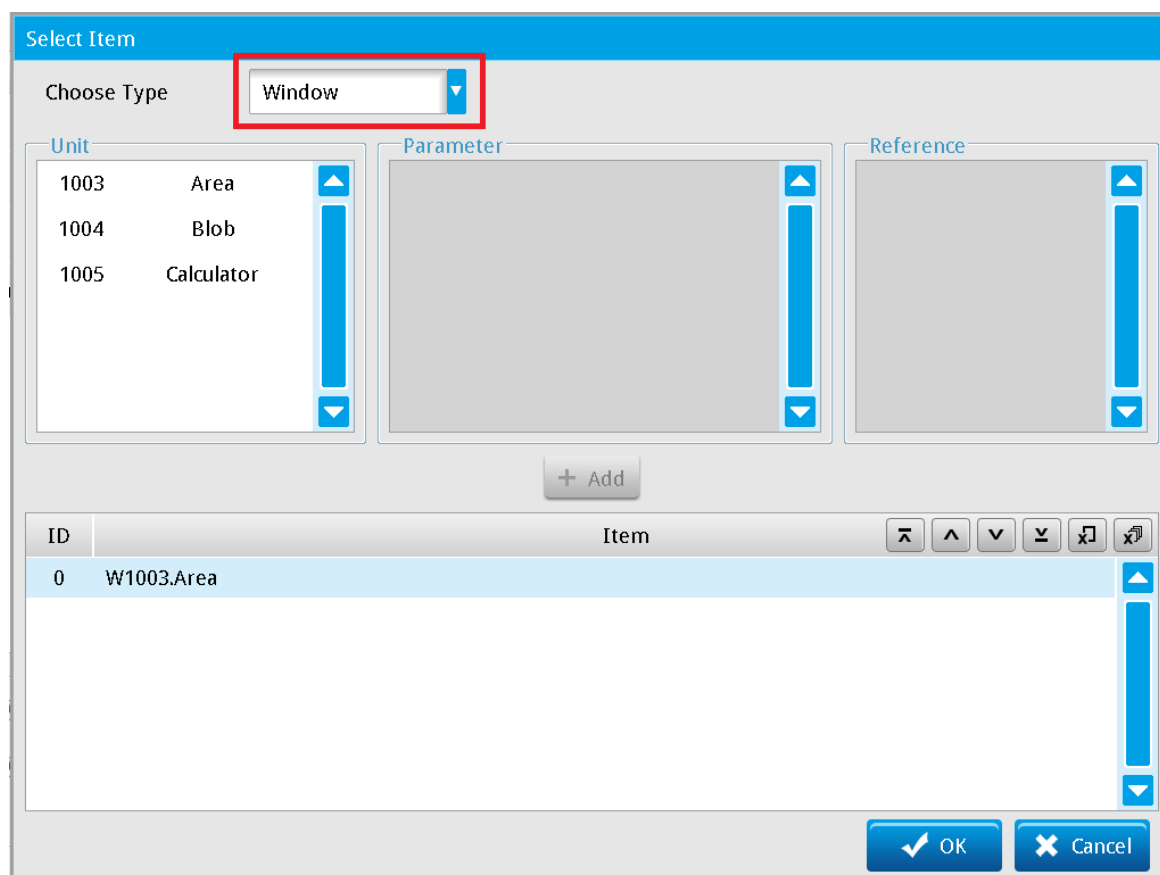 Select Item
Choose Type Window
Unit Parameter Reference
1003 Area
1004 Blob
1005 Calculator
+ Add
ID Item
0 W1003.Area
OK Cancel